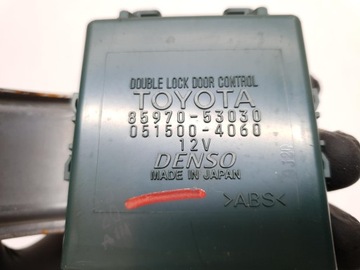 DOUBLE LOCK DOOR CONTROL
TOYOTA
85970-53030
051500-4060
12V
DENSO
MADE IN JAPAN
>ABS<